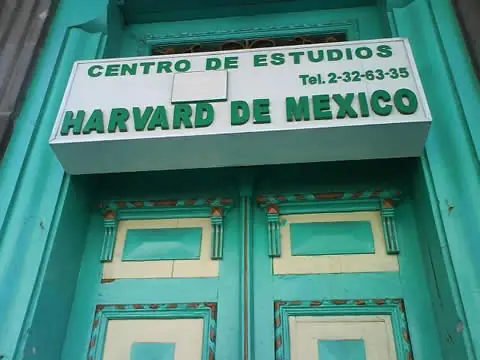 CENTRO DE ESTUDIOS
Tel. 2-32-63-35
HARVARD DE MEXICO